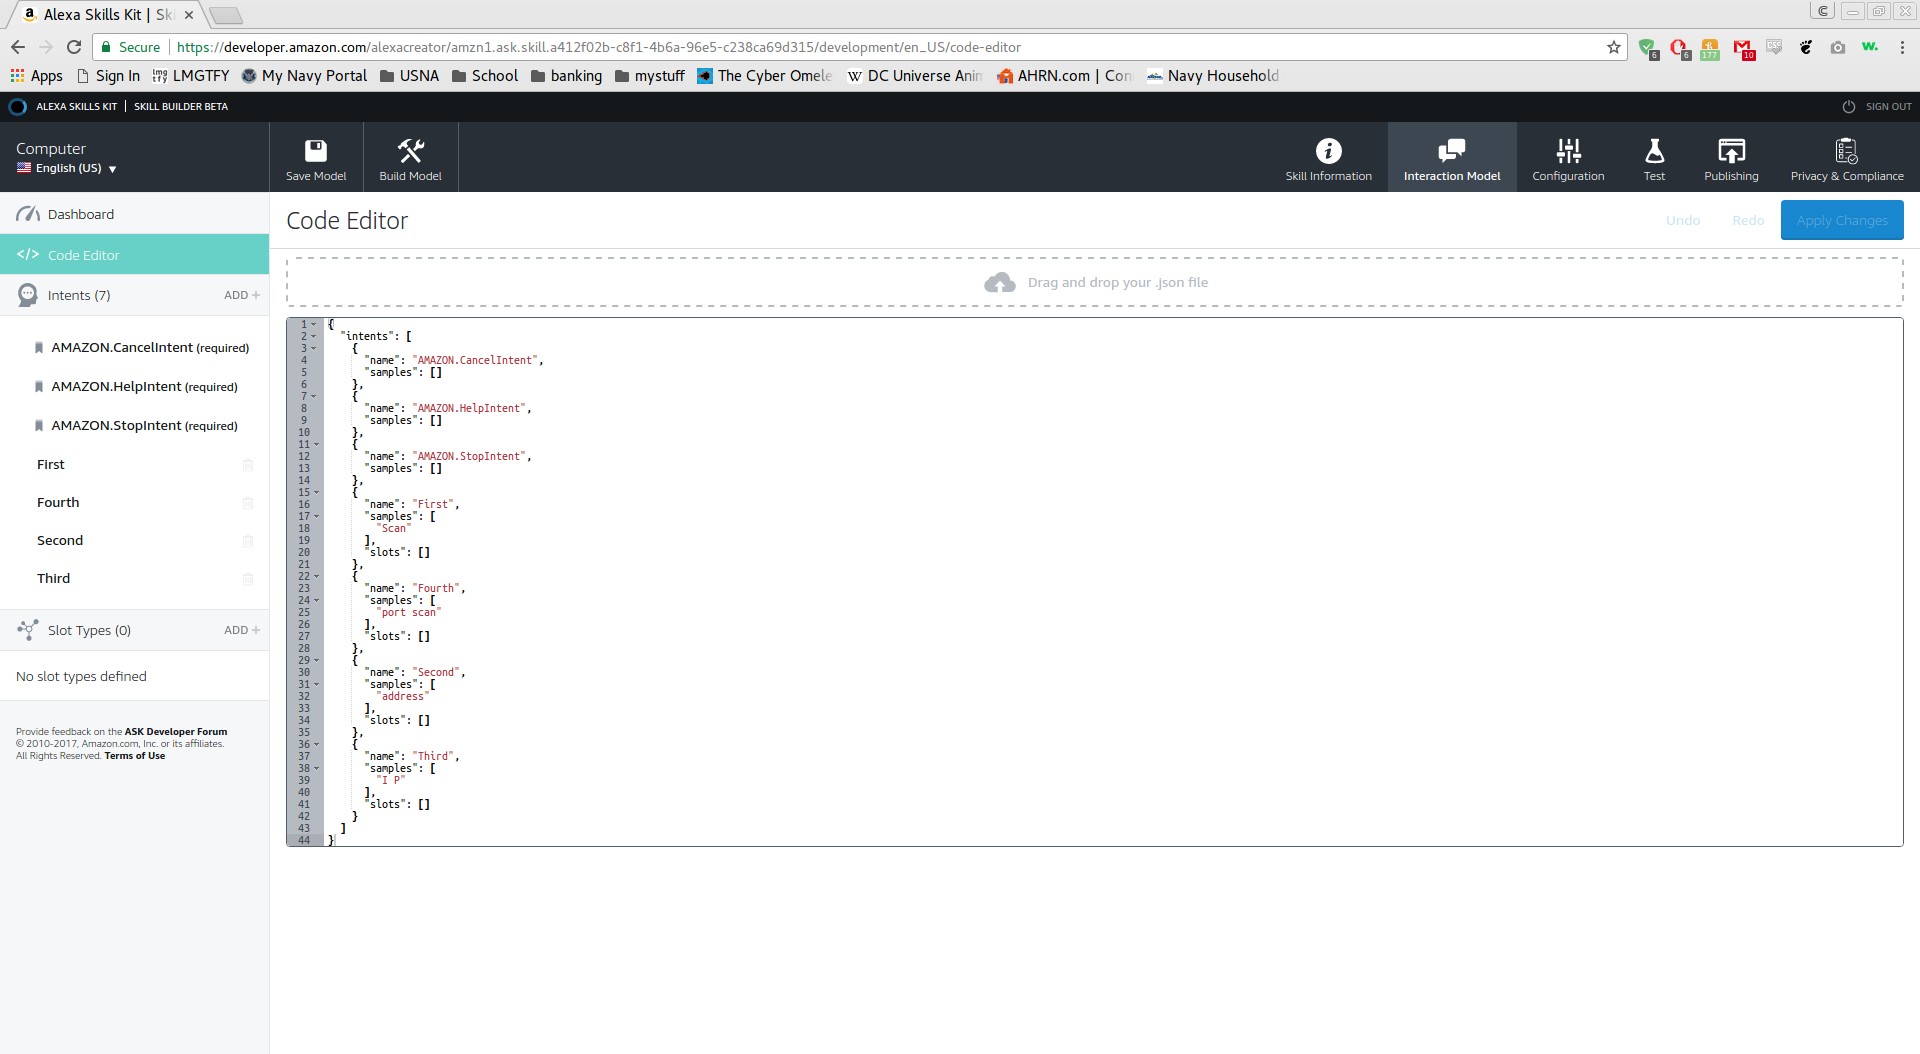 Alexa Skills Kit | Sk
Secure https://developer.amazon.com/alexacreator/amzn1.ask.skill.a412f02b-c8f1-4b6a-96e5-c238ca69d315/development/en_US/code-editor
6 6 177 10 CSS W.
Apps Sign In LMGTFY My Navy Portal USNA School banking mystuff The Cyber Omele DC Universe Ani AHRN.com | Con Navy Household
ALEXA SKILLS KIT | SKILL BUILDER BETA SIGN OUT
Computer
English (US)
Save Model Build Model Skill Information Interaction Model Configuration Test Publishing Privacy & Compliance
Dashboard
Code Editor
Intents (7) ADD +
AMAZON.CancelIntent (required)
AMAZON.HelpIntent (required)
AMAZON.StopIntent (required)
First
Fourth
Second
Third
Slot Types (0) ADD +
No slot types defined
Provide feedback on the ASK Developer Forum
© 2010-2017, Amazon.com, Inc. or its affiliates.
All Rights Reserved. Terms of Use
Code Editor Undo Redo Apply Changes
Drag and drop your .json file
1 {
2 "intents": [
3 {
4 "name": "AMAZON.CancelIntent",
5 "samples": []
6 },
7 {
8 "name": "AMAZON.HelpIntent",
9 "samples": []
10 },
11 {
12 "name": "AMAZON.StopIntent",
13 "samples": []
14 },
15 {
16 "name": "First",
17 "samples": [
18 "Scan"
19 ],
20 "slots": []
21 },
22 {
23 "name": "Fourth",
24 "samples": [
25 "port scan"
26 ],
27 "slots": []
28 },
29 {
30 "name": "Second",
31 "samples": [
32 "address"
33 ],
34 "slots": []
35 },
36 {
37 "name": "Third",
38 "samples": [
39 "I P"
40 ],
41 "slots": []
42 }
43 ]
44 }